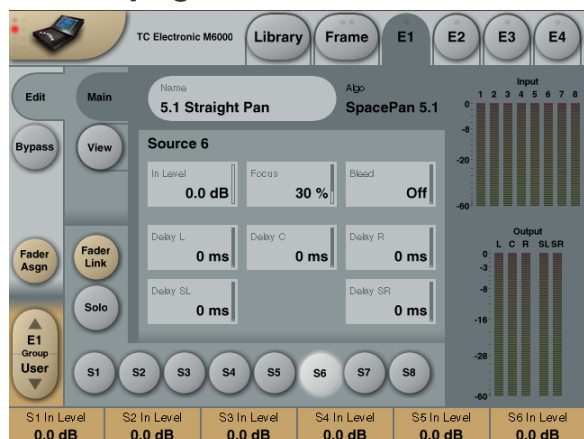 TC Electronic M6000
Library
Frame
E1
E2
E3
E4
Edit
Main
Name
5.1 Straight Pan
Algo
SpacePan 5.1
Input
1 2 3 4 5 6 7 8
0
-8
-20
-60
Bypass
View
Source 6
In Level
0.0 dB
Focus
30 %
Bleed
Off
Delay L
0 ms
Delay C
0 ms
Delay R
0 ms
Delay SL
0 ms
Delay SR
0 ms
Output
L C R SL SR
0
-3
-8
-16
-28
-60
Fader
Asgn
Fader
Link
Solo
E1
Group
User
S1
S2
S3
S4
S5
S6
S7
S8
S1 In Level
0.0 dB
S2 In Level
0.0 dB
S3 In Level
0.0 dB
S4 In Level
0.0 dB
S5 In Level
0.0 dB
S6 In Level
0.0 dB